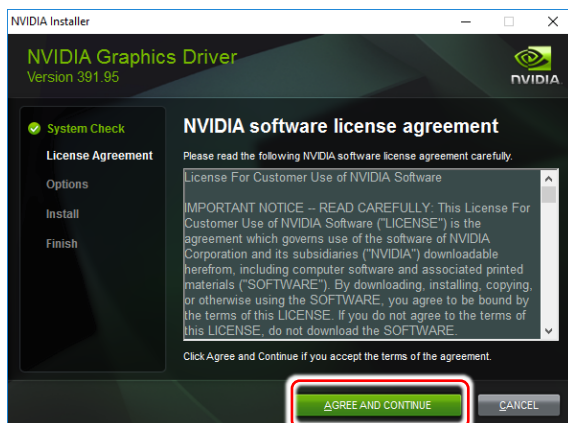 NVIDIA Installer
NVIDIA Graphics Driver
Version 391.95
NVIDIA
System Check
License Agreement
Options
Install
Finish
NVIDIA software license agreement
Please read the following NVIDIA software license agreement carefully.
License For Customer Use of NVIDIA Software
IMPORTANT NOTICE -- READ CAREFULLY: This License For
Customer Use of NVIDIA Software ("LICENSE") is the
agreement which governs use of the software of NVIDIA
Corporation and its subsidiaries ("NVIDIA") downloadable
herefrom, including computer software and associated printed
materials ("SOFTWARE"). By downloading, installing, copying,
or otherwise using the SOFTWARE, you agree to be bound by
the terms of this LICENSE. If you do not agree to the terms of
this LICENSE, do not download the SOFTWARE.
Click Agree and Continue if you accept the terms of the agreement.
AGREE AND CONTINUE
CANCEL